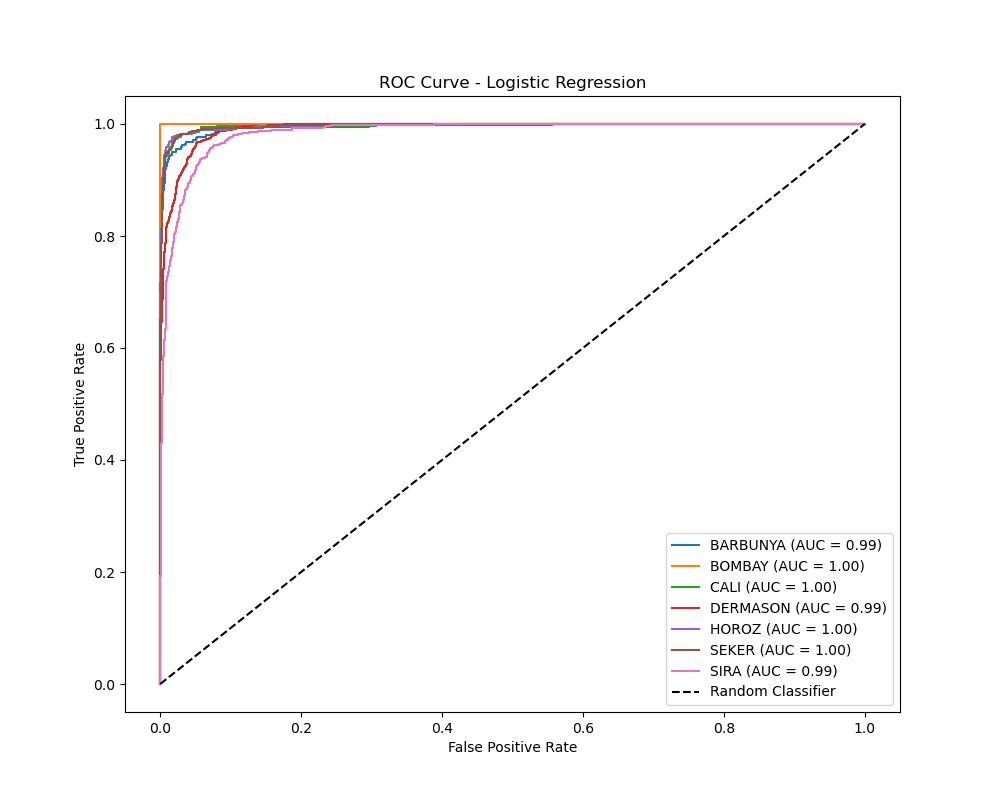 ROC Curve - Logistic Regression
True Positive Rate
1.0
0.8
0.6
0.4
0.2
0.0
0.0 0.2 0.4 0.6 0.8 1.0
False Positive Rate
BARBUNYA (AUC = 0.99)
BOMBAY (AUC = 1.00)
CALI (AUC = 1.00)
DERMASON (AUC = 0.99)
HOROZ (AUC = 1.00)
SEKER (AUC = 1.00)
SIRA (AUC = 0.99)
Random Classifier